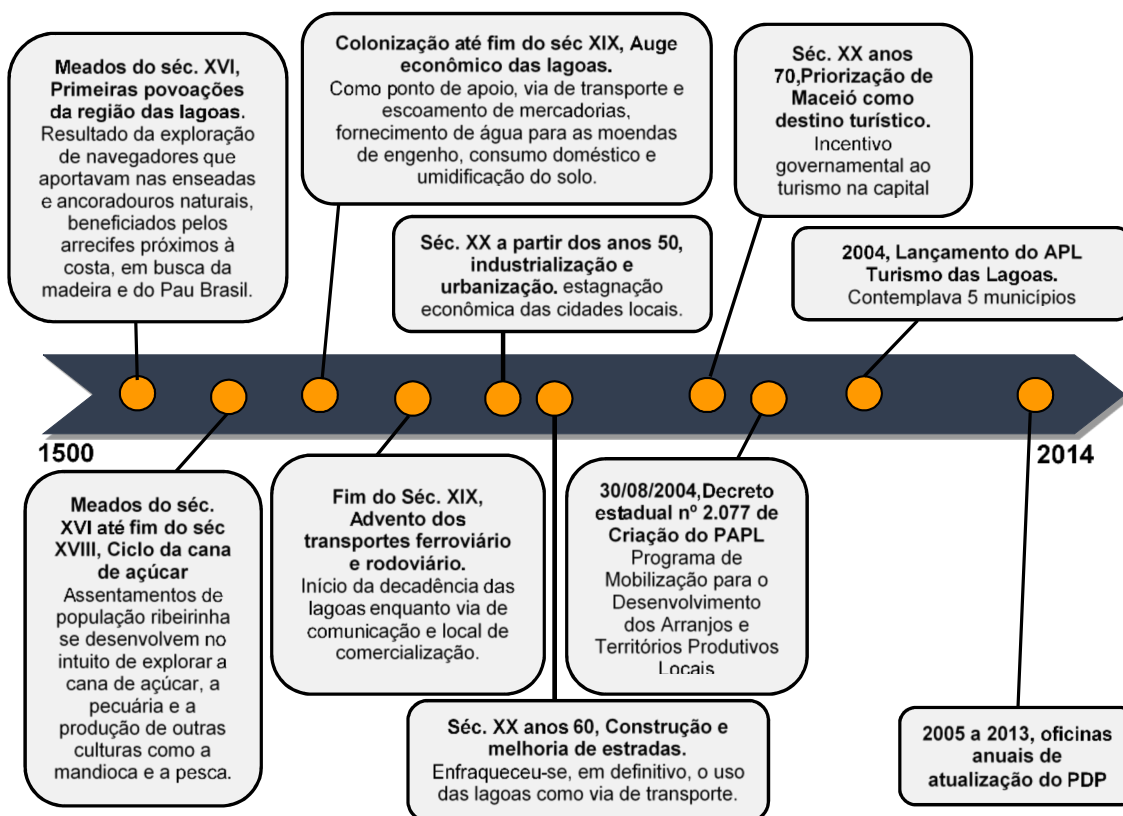 Meados do séc. XVI,
Primeiras povoações
da região das lagoas.
Resultado da exploração
de navegadores que
aportavam nas enseadas
e ancoradouros naturais,
beneficiados pelos
arrecifes próximos à
costa, em busca da
madeira e do Pau Brasil.
Colonização até fim do séc XIX, Auge
econômico das lagoas.
Como ponto de apoio, via de transporte e
escoamento de mercadorias,
fornecimento de água para as moendas
de engenho, consumo doméstico e
umidificação do solo.
Séc. XX anos
70,Priorização de
Maceió como
destino turístico.
Incentivo
governamental ao
turismo na capital
Séc. XX a partir dos anos 50,
industrialização e
urbanização. estagnação
econômica das cidades locais.
2004, Lançamento do APL
Turismo das Lagoas.
Contemplava 5 municípios
1500
2014
Meados do séc.
XVI até fim do séc
XVIII, Ciclo da cana
de açúcar
Assentamentos de
população ribeirinha
se desenvolvem no
intuito de explorar a
cana de açúcar, a
pecuária e a
produção de outras
culturas como a
mandioca e a pesca.
Fim do Séc. XIX,
Advento dos
transportes ferroviário
e rodoviário.
Início da decadência das
lagoas enquanto via de
comunicação e local de
comercialização.
30/08/2004,Decreto
estadual nº 2.077 de
Criação do PAPL
Programa de
Mobilização para o
Desenvolvimento
dos Arranjos e
Territórios Produtivos
Locais
Séc. XX anos 60, Construção e
melhoria de estradas.
Enfraqueceu-se, em definitivo, o uso
das lagoas como via de transporte.
2005 a 2013, oficinas
anuais de
atualização do PDP